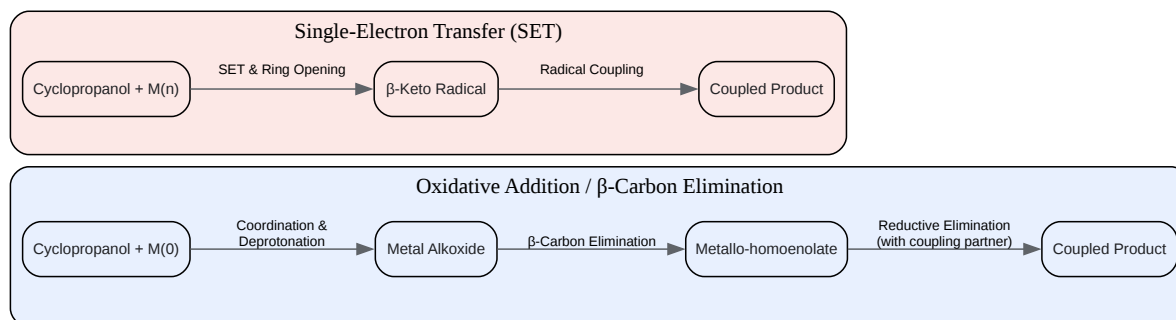 Single-Electron Transfer (SET)
Cyclopropanol + M(n)
SET & Ring Opening
β-Keto Radical
Radical Coupling
Coupled Product
Oxidative Addition / β-Carbon Elimination
Cyclopropanol + M(0)
Coordination &
Deprotonation
Metal Alkoxide
β-Carbon Elimination
Metallo-homoenolate
Reductive Elimination
(with coupling partner)
Coupled Product